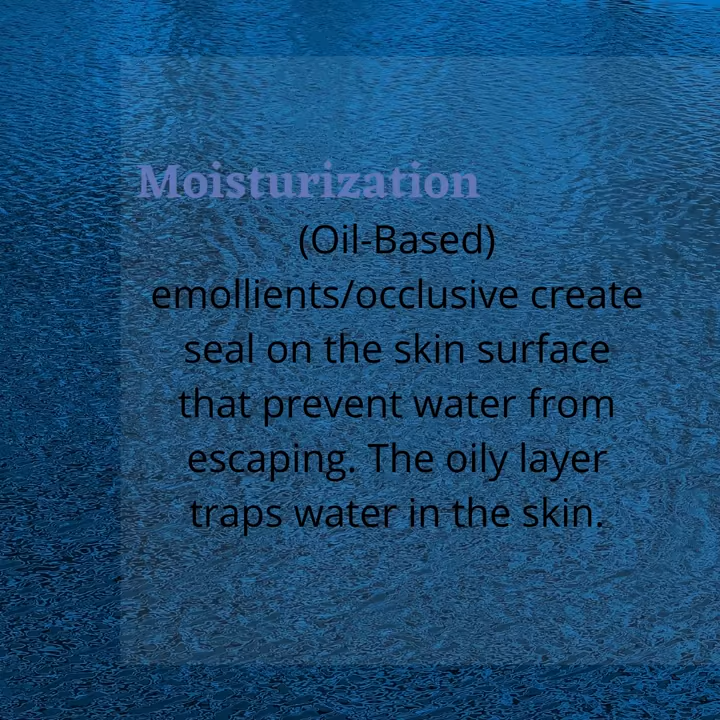 Moisturization
(Oil-Based)
emollients/occlusive create
seal on the skin surface
that prevent water from
escaping. The oily layer
traps water in the skin.